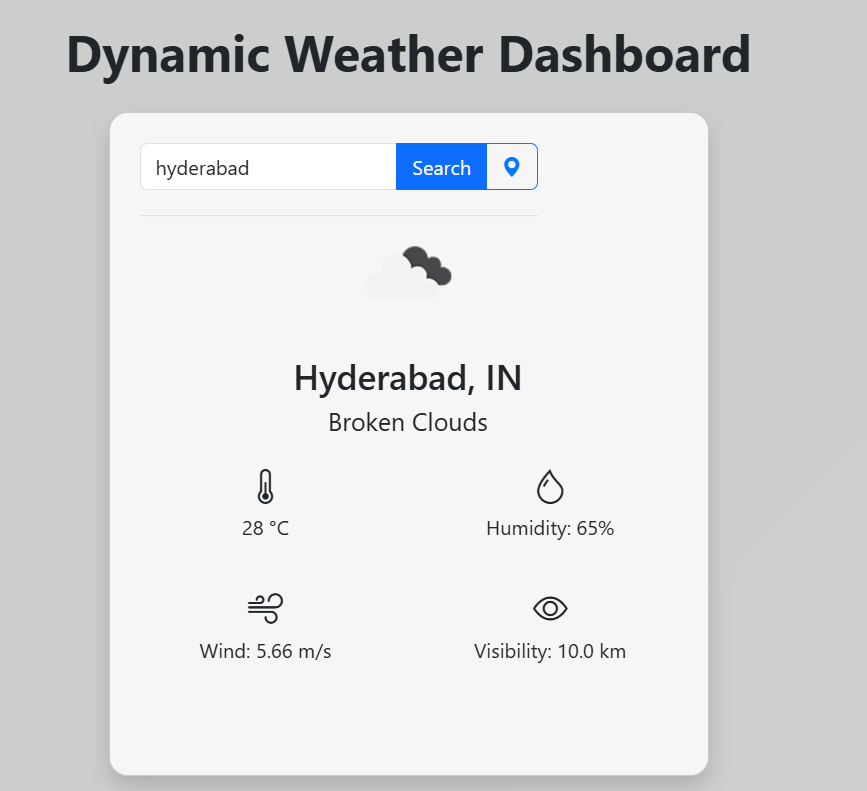 Dynamic Weather Dashboard
hyderabad Search
Hyderabad, IN
Broken Clouds
28 °C Humidity: 65%
Wind: 5.66 m/s Visibility: 10.0 km